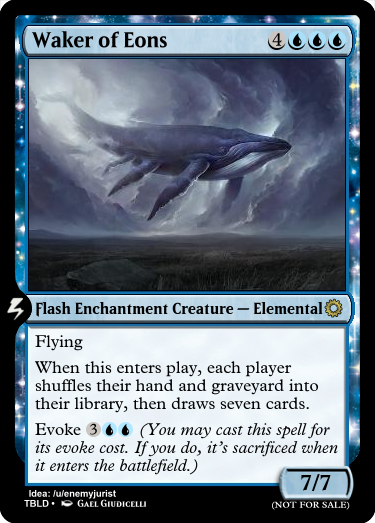 Waker of Eons 4
Flash Enchantment Creature — Elemental
Flying
When this enters play, each player
shuffles their hand and graveyard into
their library, then draws seven cards.
Evoke 3 (You may cast this spell for
its evoke cost. If you do, it's sacrificed when
it enters the battlefield.)
7/7
Idea: /u/enemyjurist
TBLD • Gael Giudicelli
(NOT FOR SALE)